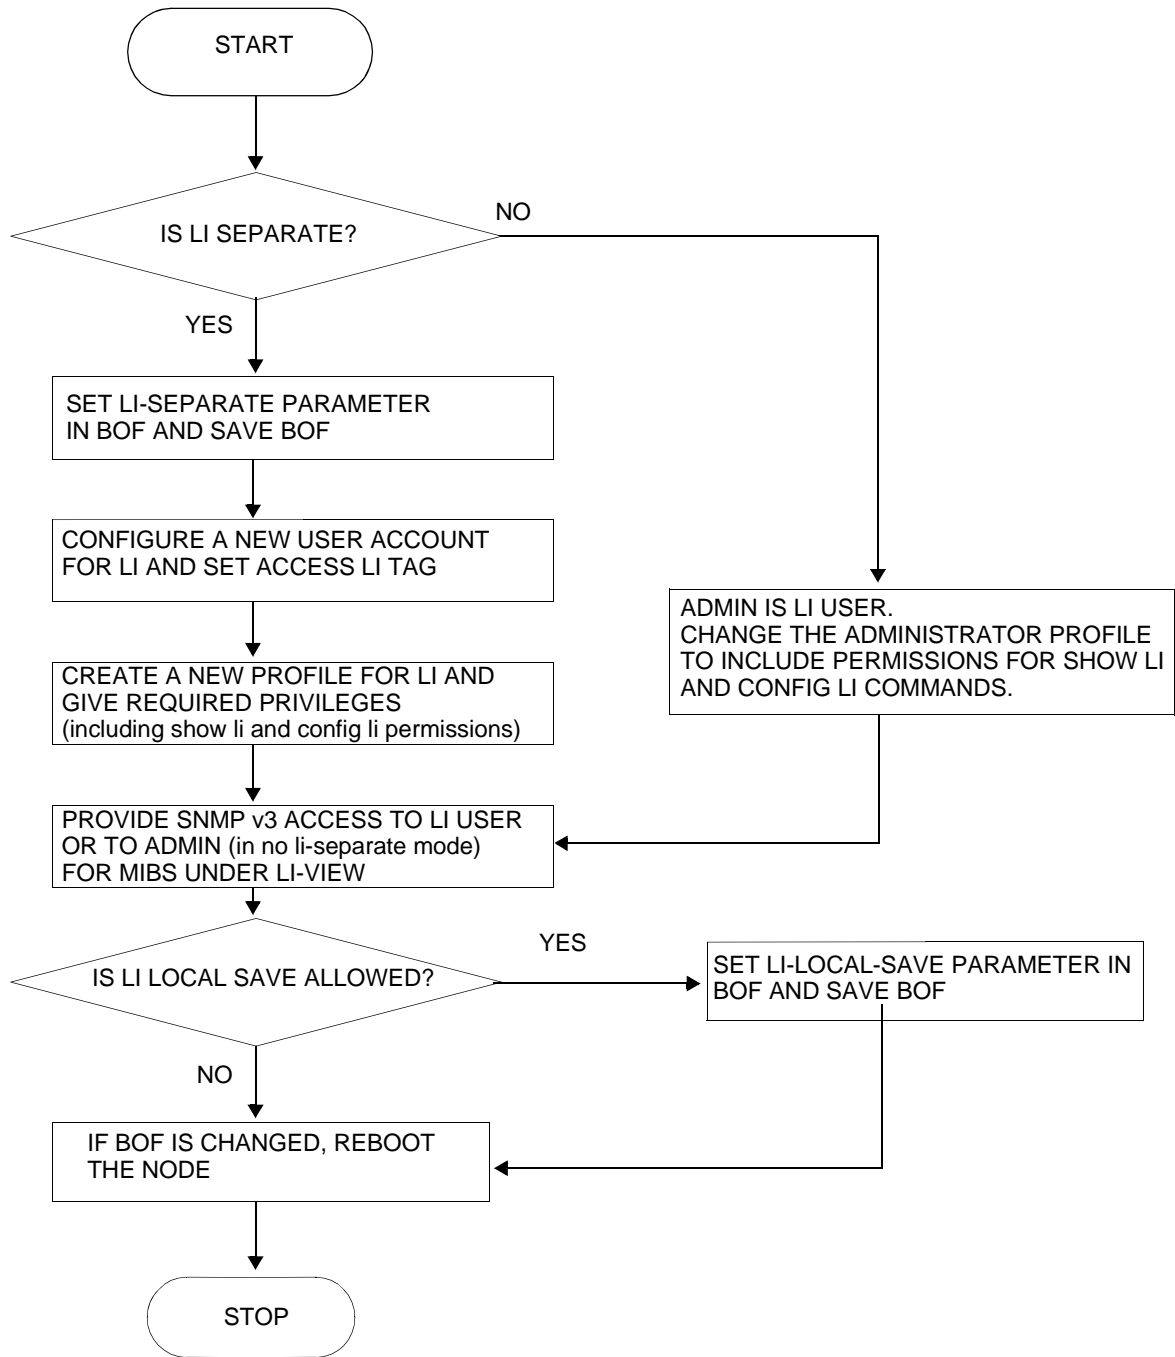 START
IS LI SEPARATE?
NO
YES
SET LI-SEPARATE PARAMETER
IN BOF AND SAVE BOF
CONFIGURE A NEW USER ACCOUNT
FOR LI AND SET ACCESS LI TAG
ADMIN IS LI USER.
CHANGE THE ADMINISTRATOR PROFILE
TO INCLUDE PERMISSIONS FOR SHOW LI
AND CONFIG LI COMMANDS.
CREATE A NEW PROFILE FOR LI AND
GIVE REQUIRED PRIVILEGES
(including show li and config li permissions)
PROVIDE SNMP v3 ACCESS TO LI USER
OR TO ADMIN (in no li-separate mode)
FOR MIBS UNDER LI-VIEW
IS LI LOCAL SAVE ALLOWED?
YES
SET LI-LOCAL-SAVE PARAMETER IN
BOF AND SAVE BOF
NO
IF BOF IS CHANGED, REBOOT
THE NODE
STOP